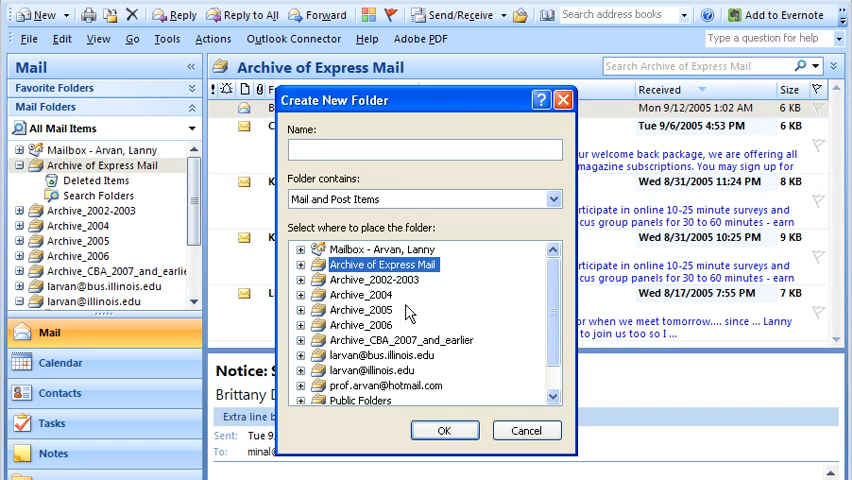 New Reply Reply to All Forward Send/Receive Search address books Add to Evernote
File Edit View Go Tools Actions Outlook Connector Help Adobe PDF Type a question for help
Mail
Favorite Folders
Mail Folders
All Mail Items
Mailbox - Arvan, Lanny
Archive of Express Mail
Deleted Items
Search Folders
Archive_2002-2003
Archive_2004
Archive_2005
Archive_2006
Archive_CBA_2007_and_earlie
larvan@bus.illinois.edu
larvan@illinois.edu
Mail
Calendar
Contacts
Tasks
Notes
Archive of Express Mail Search Archive of Express Mail
Received Size
Mon 9/12/2005 1:02 AM 6 KB
Tue 9/6/2005 4:53 PM 6 KB
our welcome back package, we are offering all
magazine subscriptions. You may sign up for
Wed 8/31/2005 11:24 PM 6 KB
participate in online 10-25 minute surveys and
focus group panels for 30-60 minutes - earn
Wed 8/31/2005 10:25 PM 6 KB
participate in online 10-25 minute surveys and
focus group panels for 30-60 minutes - earn
Wed 8/17/2005 7:55 PM 6 KB
for when we meet tomorrow.... since ... Lanny
to join us too so I ...
Create New Folder
Name:
Folder contains:
Mail and Post Items
Select where to place the folder:
Mailbox - Arvan, Lanny
Archive of Express Mail
Archive_2002-2003
Archive_2004
Archive_2005
Archive_2006
Archive_CBA_2007_and_earlier
larvan@bus.illinois.edu
larvan@illinois.edu
prof.arvan@hotmail.com
Public Folders
OK Cancel
Notice: S
Brittany D
Extra line b
Sent: Tue 9,
To: minal